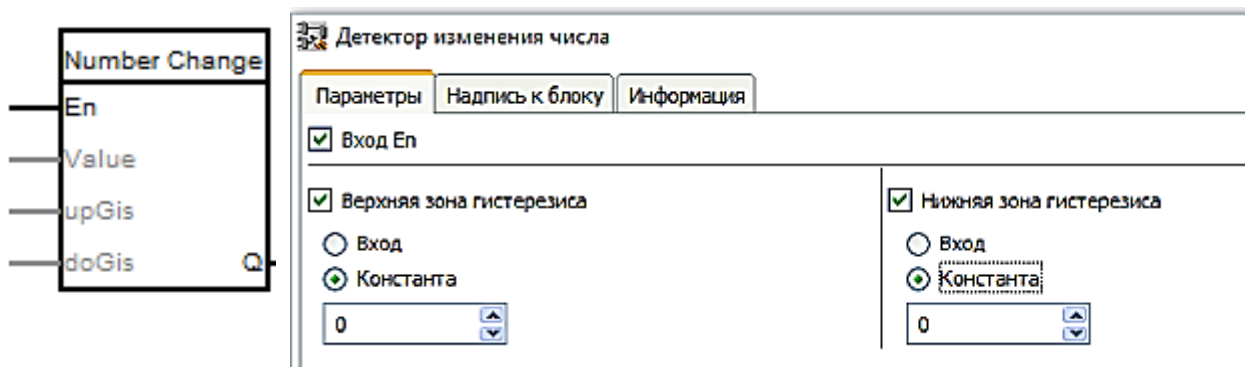 Number Change
En
Value
upGis
doGis Q
Детектор изменения числа
Параметры Надпись к блоку Информация
Вход En
Верхняя зона гистерезиса
Вход
Константа
0
Нижняя зона гистерезиса
Вход
Константа
0